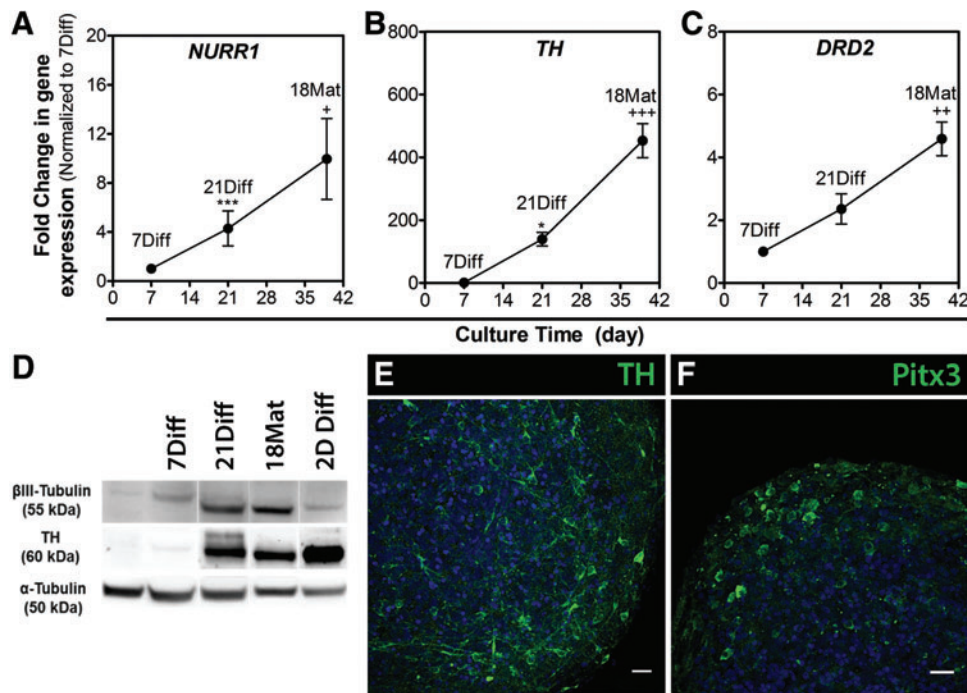 A
B
C
Fold Change in gene
expression (Normalized to 7Diff)
NURR1
20
16
12
8
4
0
0 7 14 21 28 35 42
7Diff
21Diff
***
18Mat
+
TH
800
600
400
200
0
0 7 14 21 28 35 42
7Diff
21Diff
*
18Mat
+++
DRD2
8
6
4
2
0
0 7 14 21 28 35 42
7Diff
21Diff
18Mat
++
Culture Time (day)
D
7Diff
21Diff
18Mat
2D Diff
βIII-Tubulin
(55 kDa)
TH
(60 kDa)
α-Tubulin
(50 kDa)
E TH
F Pitx3